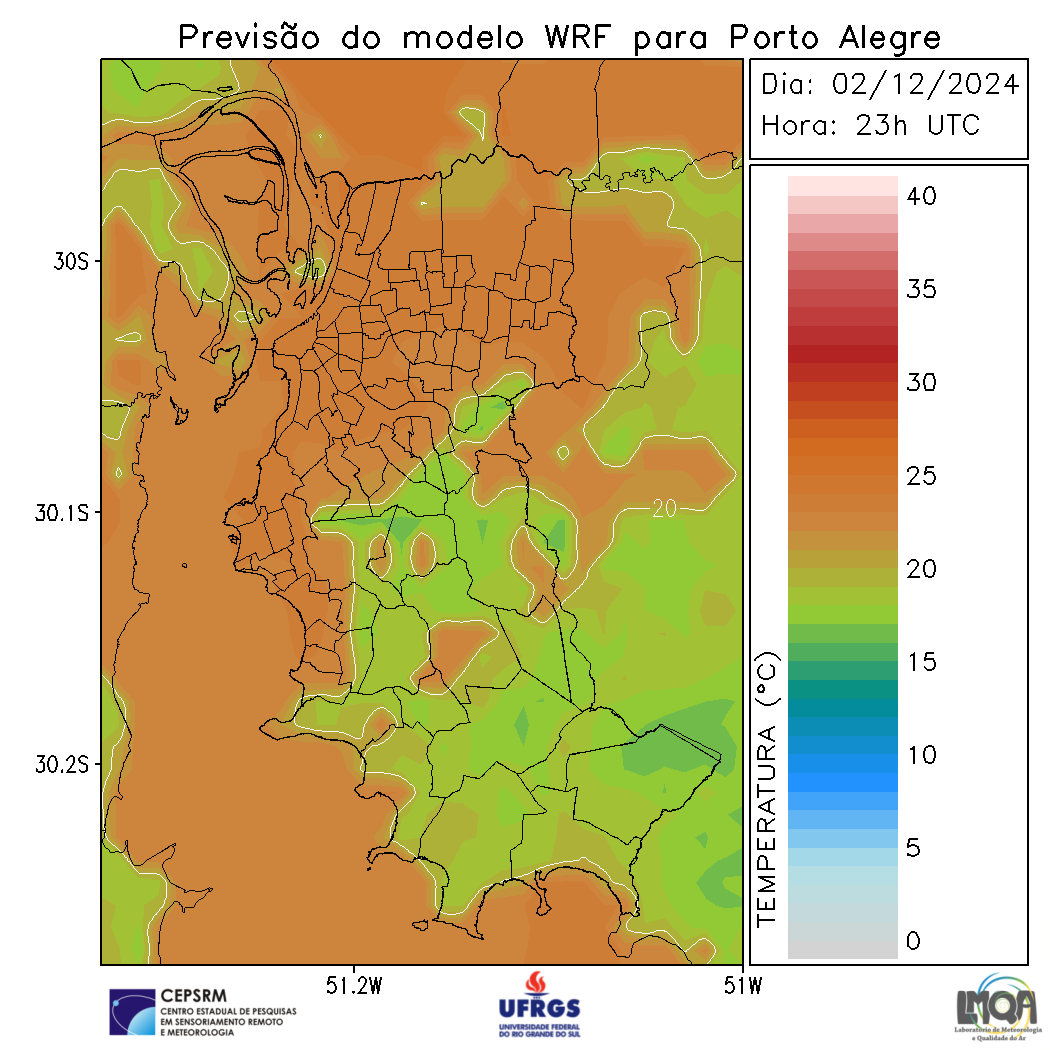 Previsão do modelo WRF para Porto Alegre
Dia: 02/12/2024
Hora: 23h UTC
40
35
30
25
20
15
10
5
0
TEMPERATURA (°C)
30S
30.1S
30.2S
20
51.2W
51W
CEPSRM
CENTRO ESTADUAL DE PESQUISAS
EM SENSORIAMENTO REMOTO
E METEOROLOGIA
UFRGS
UNIVERSIDADE FEDERAL
DO RIO GRANDE DO SUL
LMQA
Laboratório de Meteorologia
e Qualidade do Ar